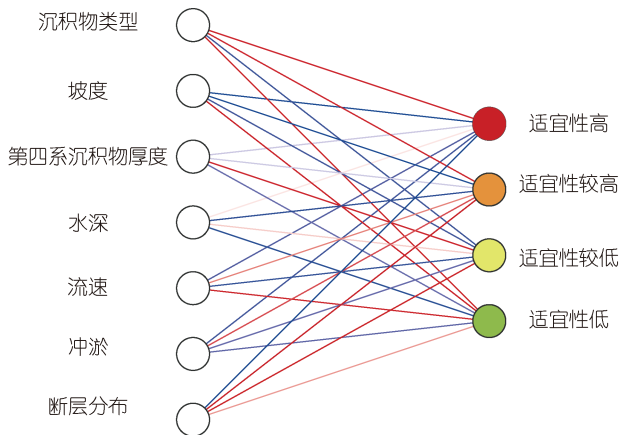 沉积物类型
坡度
第四系沉积物厚度
水深
流速
冲淤
断层分布
适宜性高
适宜性较高
适宜性较低
适宜性低